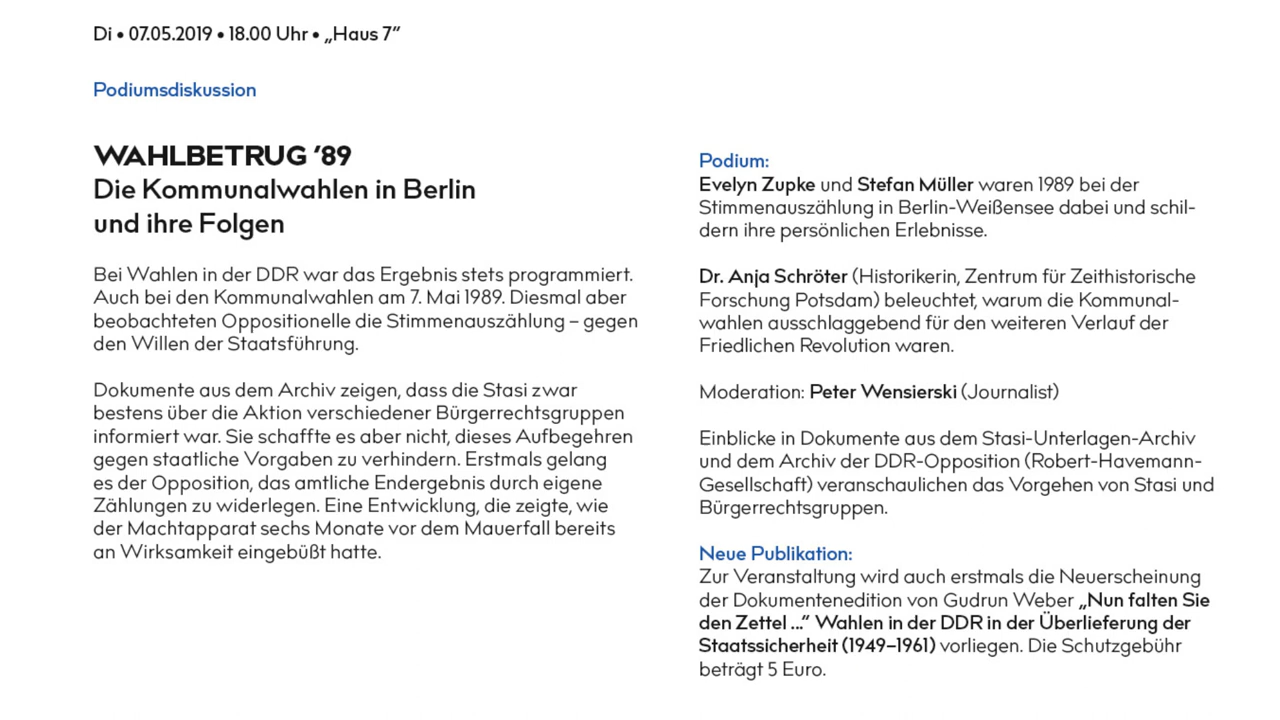 Di • 07.05.2019 • 18.00 Uhr • „Haus 7“
Podiumsdiskussion
WAHLBETRUG ’89
Die Kommunalwahlen in Berlin
und ihre Folgen
Bei Wahlen in der DDR war das Ergebnis stets programmiert.
Auch bei den Kommunalwahlen am 7. Mai 1989. Diesmal aber
beobachteten Oppositionelle die Stimmenauszählung – gegen
den Willen der Staatsführung.
Dokumente aus dem Archiv zeigen, dass die Stasi zwar
bestens über die Aktion verschiedener Bürgerrechtsgruppen
informiert war. Sie schaffte es aber nicht, dieses Aufbegehren
gegen staatliche Vorgaben zu verhindern. Erstmals gelang
es der Opposition, das amtliche Endergebnis durch eigene
Zählungen zu widerlegen. Eine Entwicklung, die zeigte, wie
der Machtapparat sechs Monate vor dem Mauerfall bereits
an Wirksamkeit eingebüßt hatte.
Podium:
Evelyn Zupke und Stefan Müller waren 1989 bei der
Stimmenauszählung in Berlin-Weißensee dabei und schil-
dern ihre persönlichen Erlebnisse.
Dr. Anja Schröter (Historikerin, Zentrum für Zeithistorische
Forschung Potsdam) beleuchtet, warum die Kommunal-
wahlen ausschlaggebend für den weiteren Verlauf der
Friedlichen Revolution waren.
Moderation: Peter Wensierski (Journalist)
Einblicke in Dokumente aus dem Stasi-Unterlagen-Archiv
und dem Archiv der DDR-Opposition (Robert-Havemann-
Gesellschaft) veranschaulichen das Vorgehen von Stasi und
Bürgerrechtsgruppen.
Neue Publikation:
Zur Veranstaltung wird auch erstmals die Neuerscheinung
der Dokumentenedition von Gudrun Weber „Nun falten Sie
den Zettel ...“ Wahlen in der DDR in der Überlieferung der
Staatssicherheit (1949–1961) vorliegen. Die Schutzgebühr
beträgt 5 Euro.